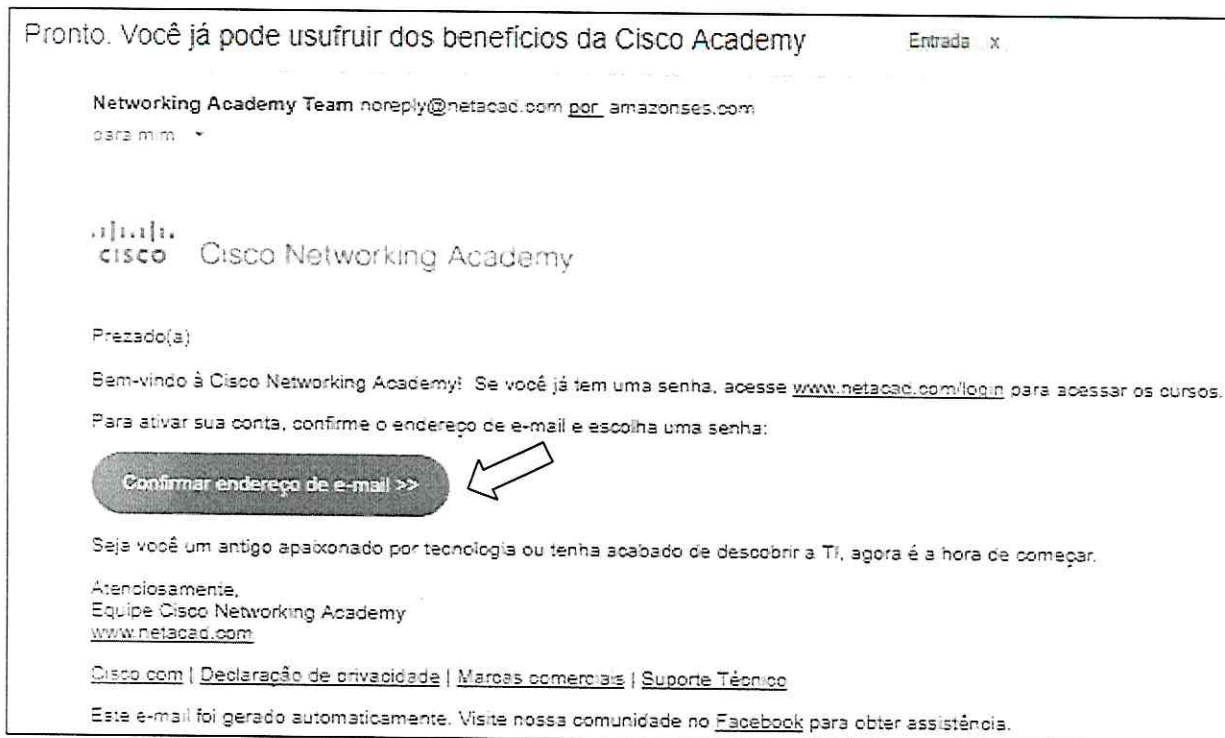 Pronto. Você já pode usufruir dos benefícios da Cisco Academy Entrada x
Networking Academy Team noreply@netacad.com por amazonses.com
para mim
CISCO Cisco Networking Academy
Prezado(a)
Bem-vindo à Cisco Networking Academy! Se você já tem uma senha, acesse www.netacad.com/login para acessar os cursos.
Para ativar sua conta, confirme o endereço de e-mail e escolha uma senha:
Confirmar endereço de e-mail >>
Seja você um antigo apaixonado por tecnologia ou tenha acabado de descobrir a TI, agora é a hora de começar.
Atenciosamente,
Equipe Cisco Networking Academy
www.netacad.com
Cisco.com | Declaração de privacidade | Marcas comerciais | Suporte Técnico
Este e-mail foi gerado automaticamente. Visite nossa comunidade no Facebook para obter assistência.